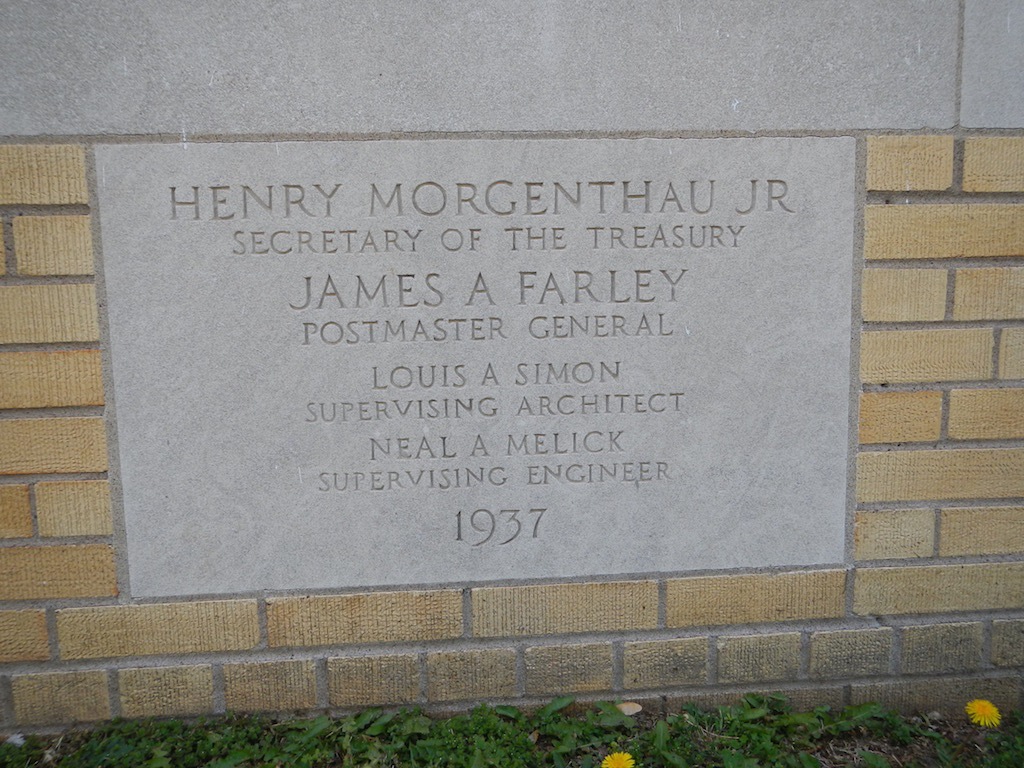 HENRY MORGENTHAU JR
SECRETARY OF THE TREASURY
JAMES A FARLEY
POSTMASTER GENERAL
LOUIS A SIMON
SUPERVISING ARCHITECT
NEAL A MELICK
SUPERVISING ENGINEER
1937